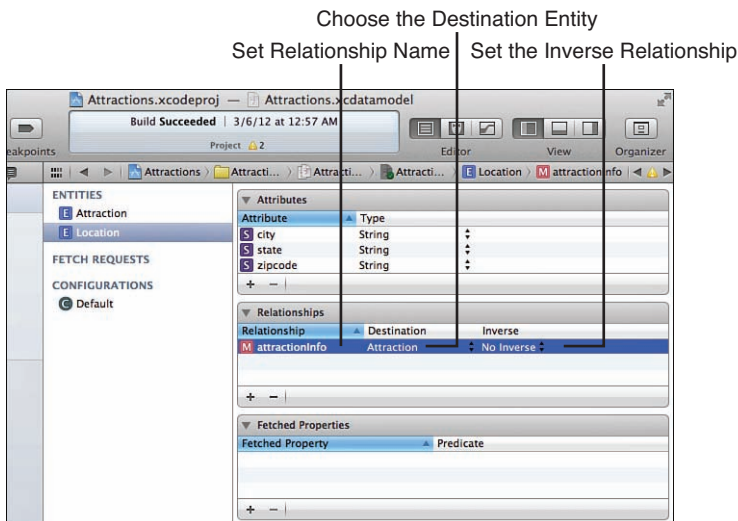 Choose the Destination Entity
Set Relationship Name
Set the Inverse Relationship
Attractions.xcodeproj — Attractions.xcdatamodel
Build Succeeded | 3/6/12 at 12:57 AM
Project 2
eakpoints
Editor
View
Organizer
Attractions
Attracti...
Attracti...
Attracti...
E Location
M attractionInfo
ENTITIES
E Attraction
E Location
FETCH REQUESTS
CONFIGURATIONS
C Default
Attributes
Attribute Type
S city String
S state String
S zipcode String
+ −
Relationships
Relationship Destination Inverse
M attractionInfo Attraction No Inverse
+ −
Fetched Properties
Fetched Property Predicate
+ −